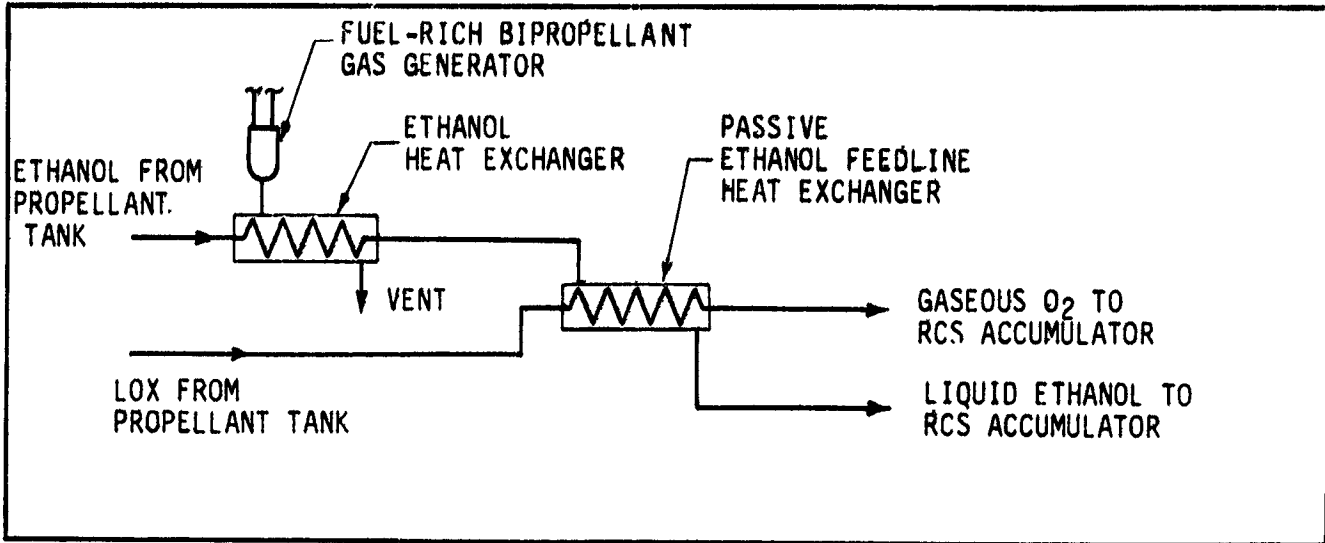 FUEL-RICH BIPROPELLANT
GAS GENERATOR
ETHANOL
HEAT EXCHANGER
PASSIVE
ETHANOL FEEDLINE
HEAT EXCHANGER
ETHANOL FROM
PROPELLANT.
TANK
VENT
GASEOUS O2 TO
RCS ACCUMULATOR
LOX FROM
PROPELLANT TANK
LIQUID ETHANOL TO
RCS ACCUMULATOR